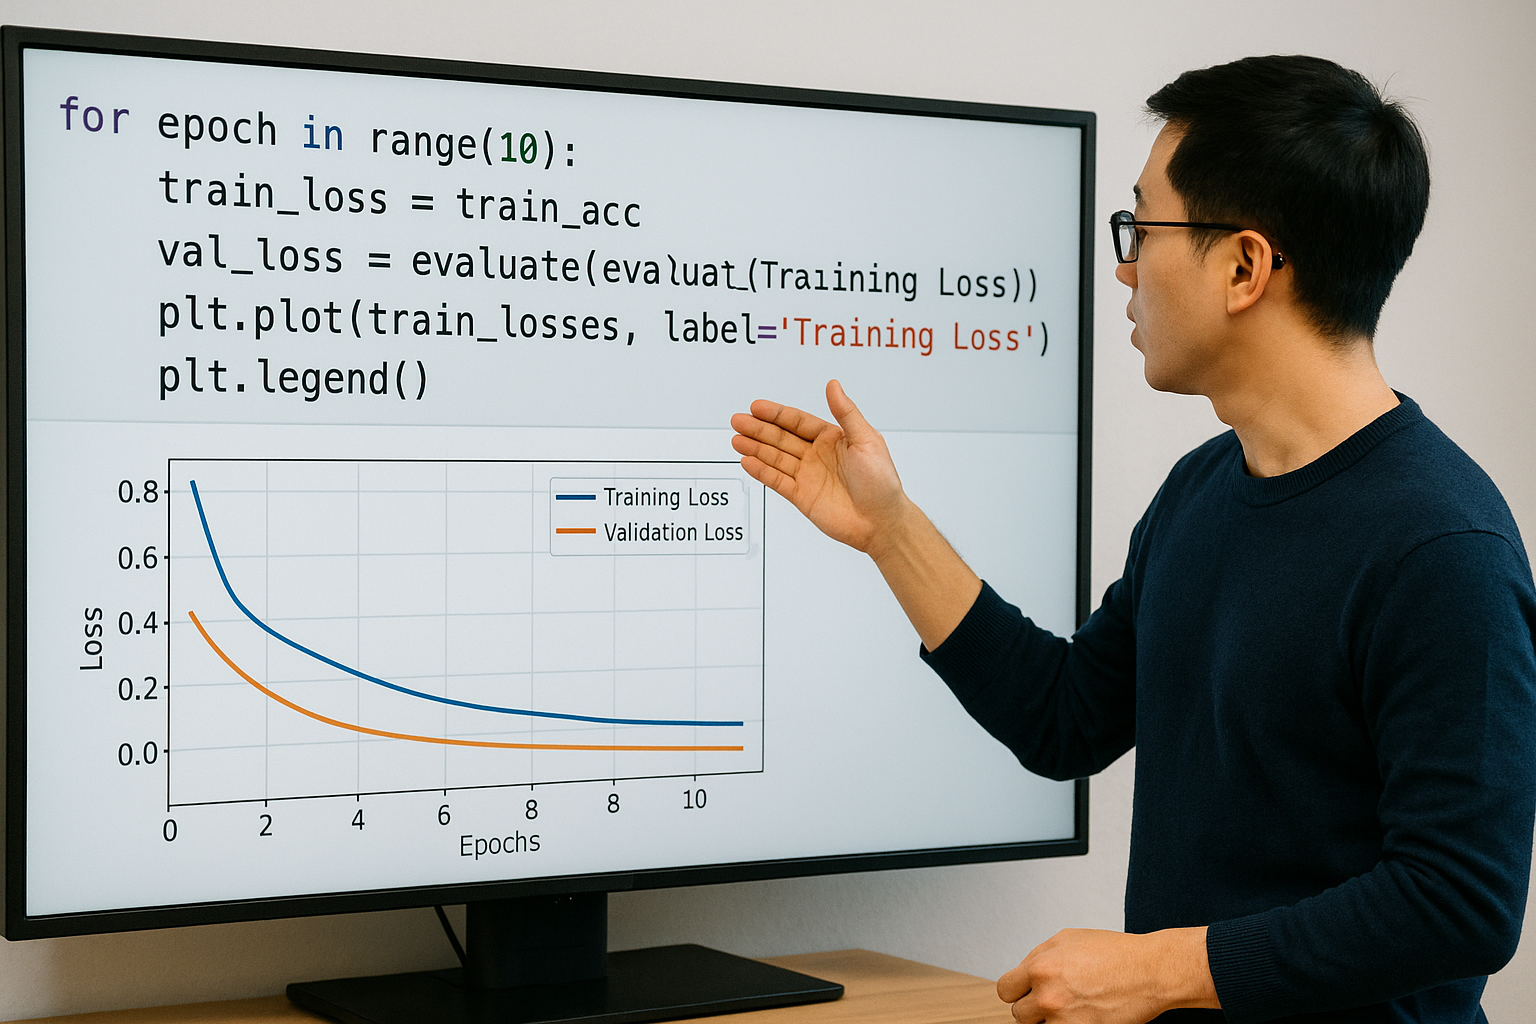 for epoch in range(10):
train_loss = train_acc
val_loss = evaluate(evaluat_(Traiining Loss))
plt.plot(train_losses, label='Training Loss')
plt.legend()
Training Loss
Validation Loss
0.8
0.6
0.4
0.2
0.0
Loss
0 2 4 6 8 8 10
Epochs